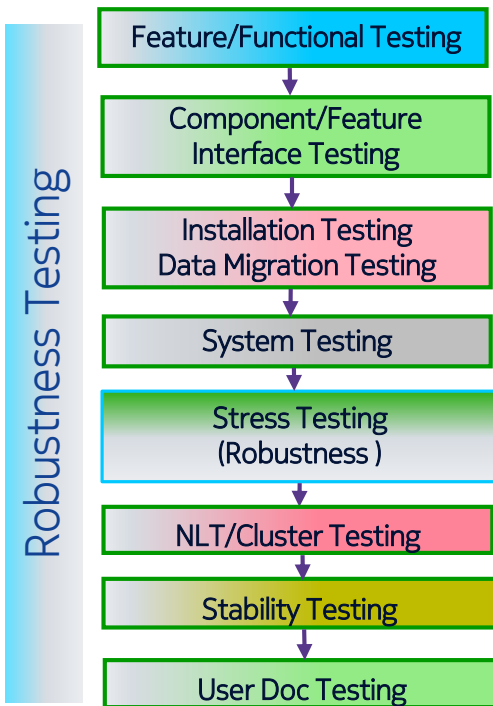 Robustness Testing
Feature/Functional Testing
Component/Feature
Interface Testing
Installation Testing
Data Migration Testing
System Testing
Stress Testing
(Robustness )
NLT/Cluster Testing
Stability Testing
User Doc Testing